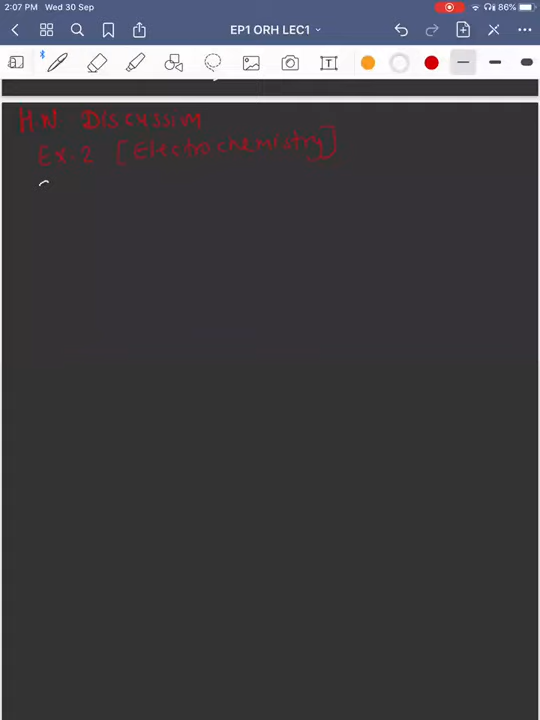 2:07 PM Wed 30 Sep 86%
EP1 ORH LEC1
H.W. Discussion
Ex-2 [Electrochemistry]